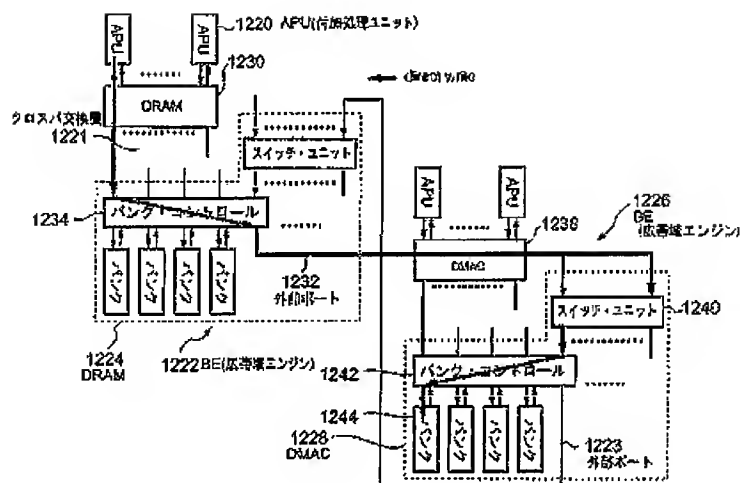 1220 APU(付加処理ユニット)
APU
APU
1230
DRAM
direct write
クロスバ交換機
1221
スイッチ・ユニット
1234
バンク・コントロール
バンク
バンク
バンク
バンク
1232
外部ポート
1224
DRAM
1222 BE(広帯域エンジン)
APU
APU
1226
BE
(広帯域エンジン)
1238
DMAC
スイッチ・ユニット
1240
1242
バンク・コントロール
1244
バンク
バンク
バンク
バンク
1228
DMAC
1223
外部ポート